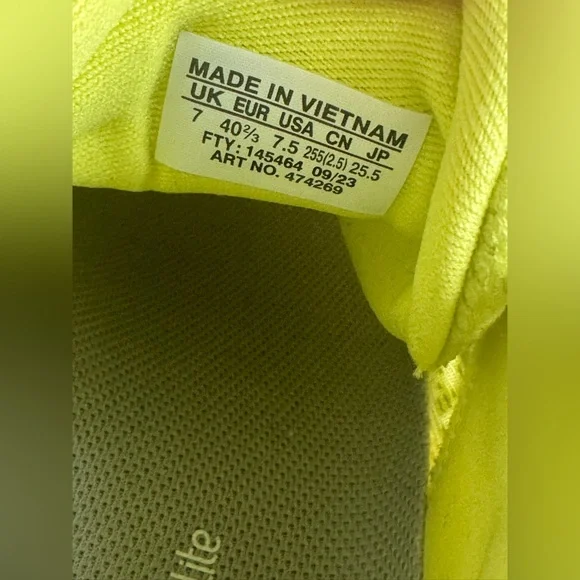 MADE IN VIETNAM
UK EUR USA CN JP
7 40⅔ 7.5 255(2.5) 25.5
FTY: 145464 09/23
ART NO. 474269
lite